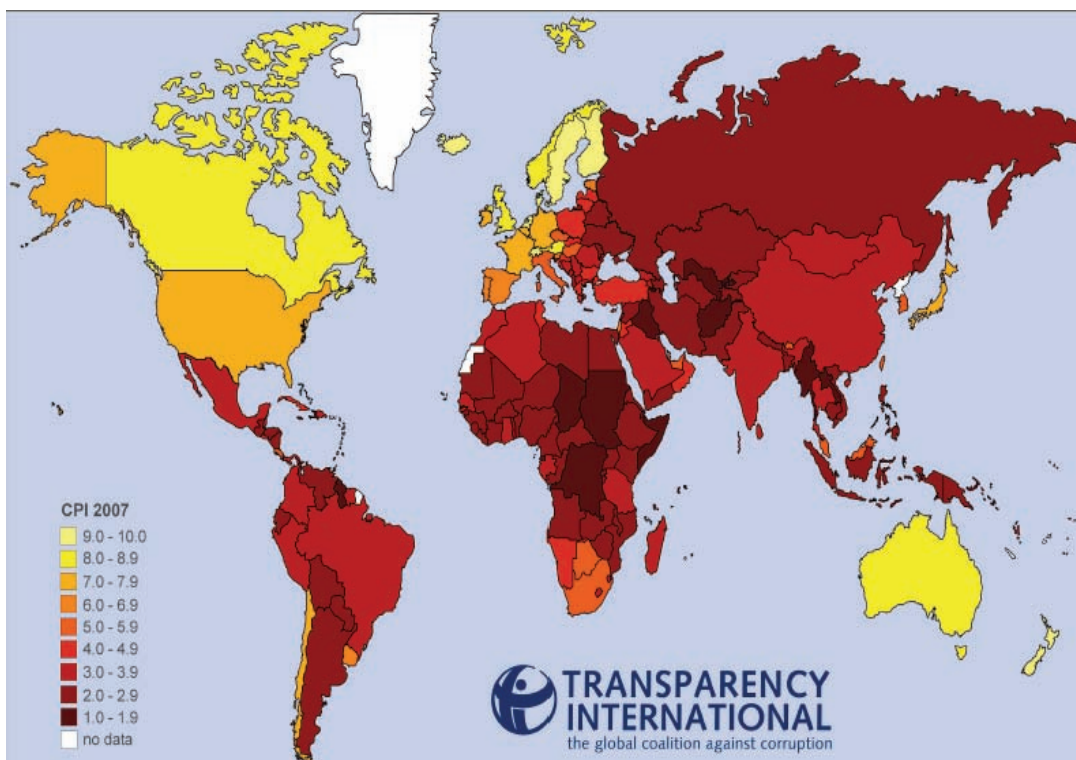 CPI 2007
9.0 - 10.0
8.0 - 8.9
7.0 - 7.9
6.0 - 6.9
5.0 - 5.9
4.0 - 4.9
3.0 - 3.9
2.0 - 2.9
1.0 - 1.9
no data
TRANSPARENCY
INTERNATIONAL
the global coalition against corruption